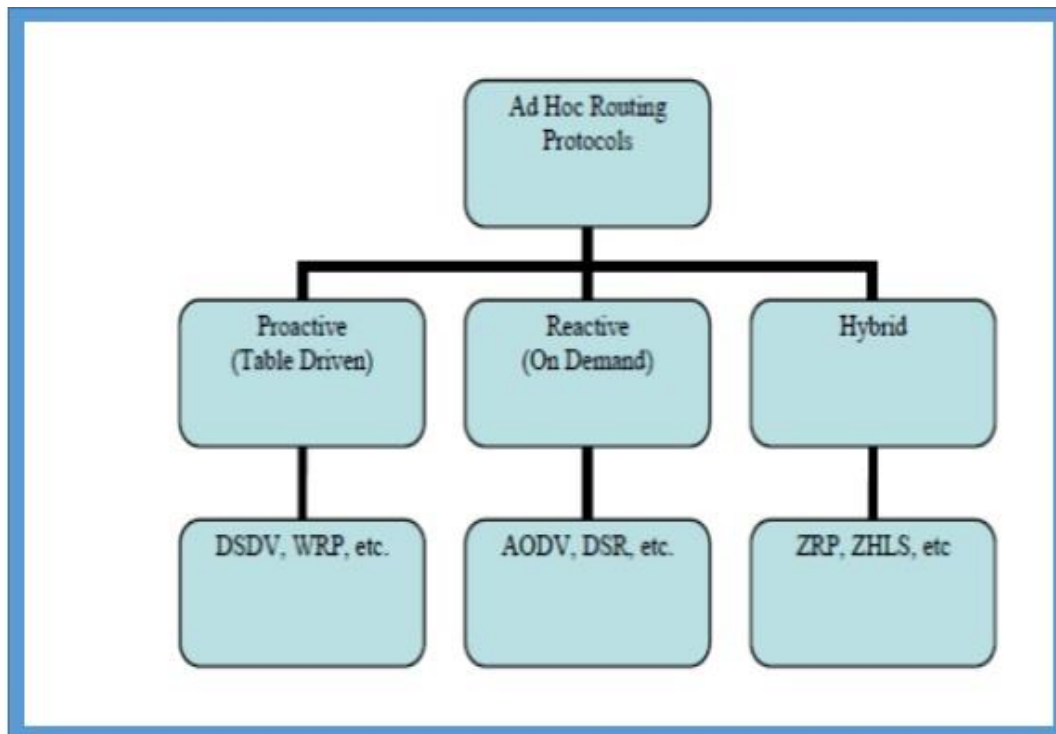 Ad Hoc Routing
Protocols
Proactive
(Table Driven)
Reactive
(On Demand)
Hybrid
DSDV, WRP, etc.
AODV, DSR, etc.
ZRP, ZHLS, etc